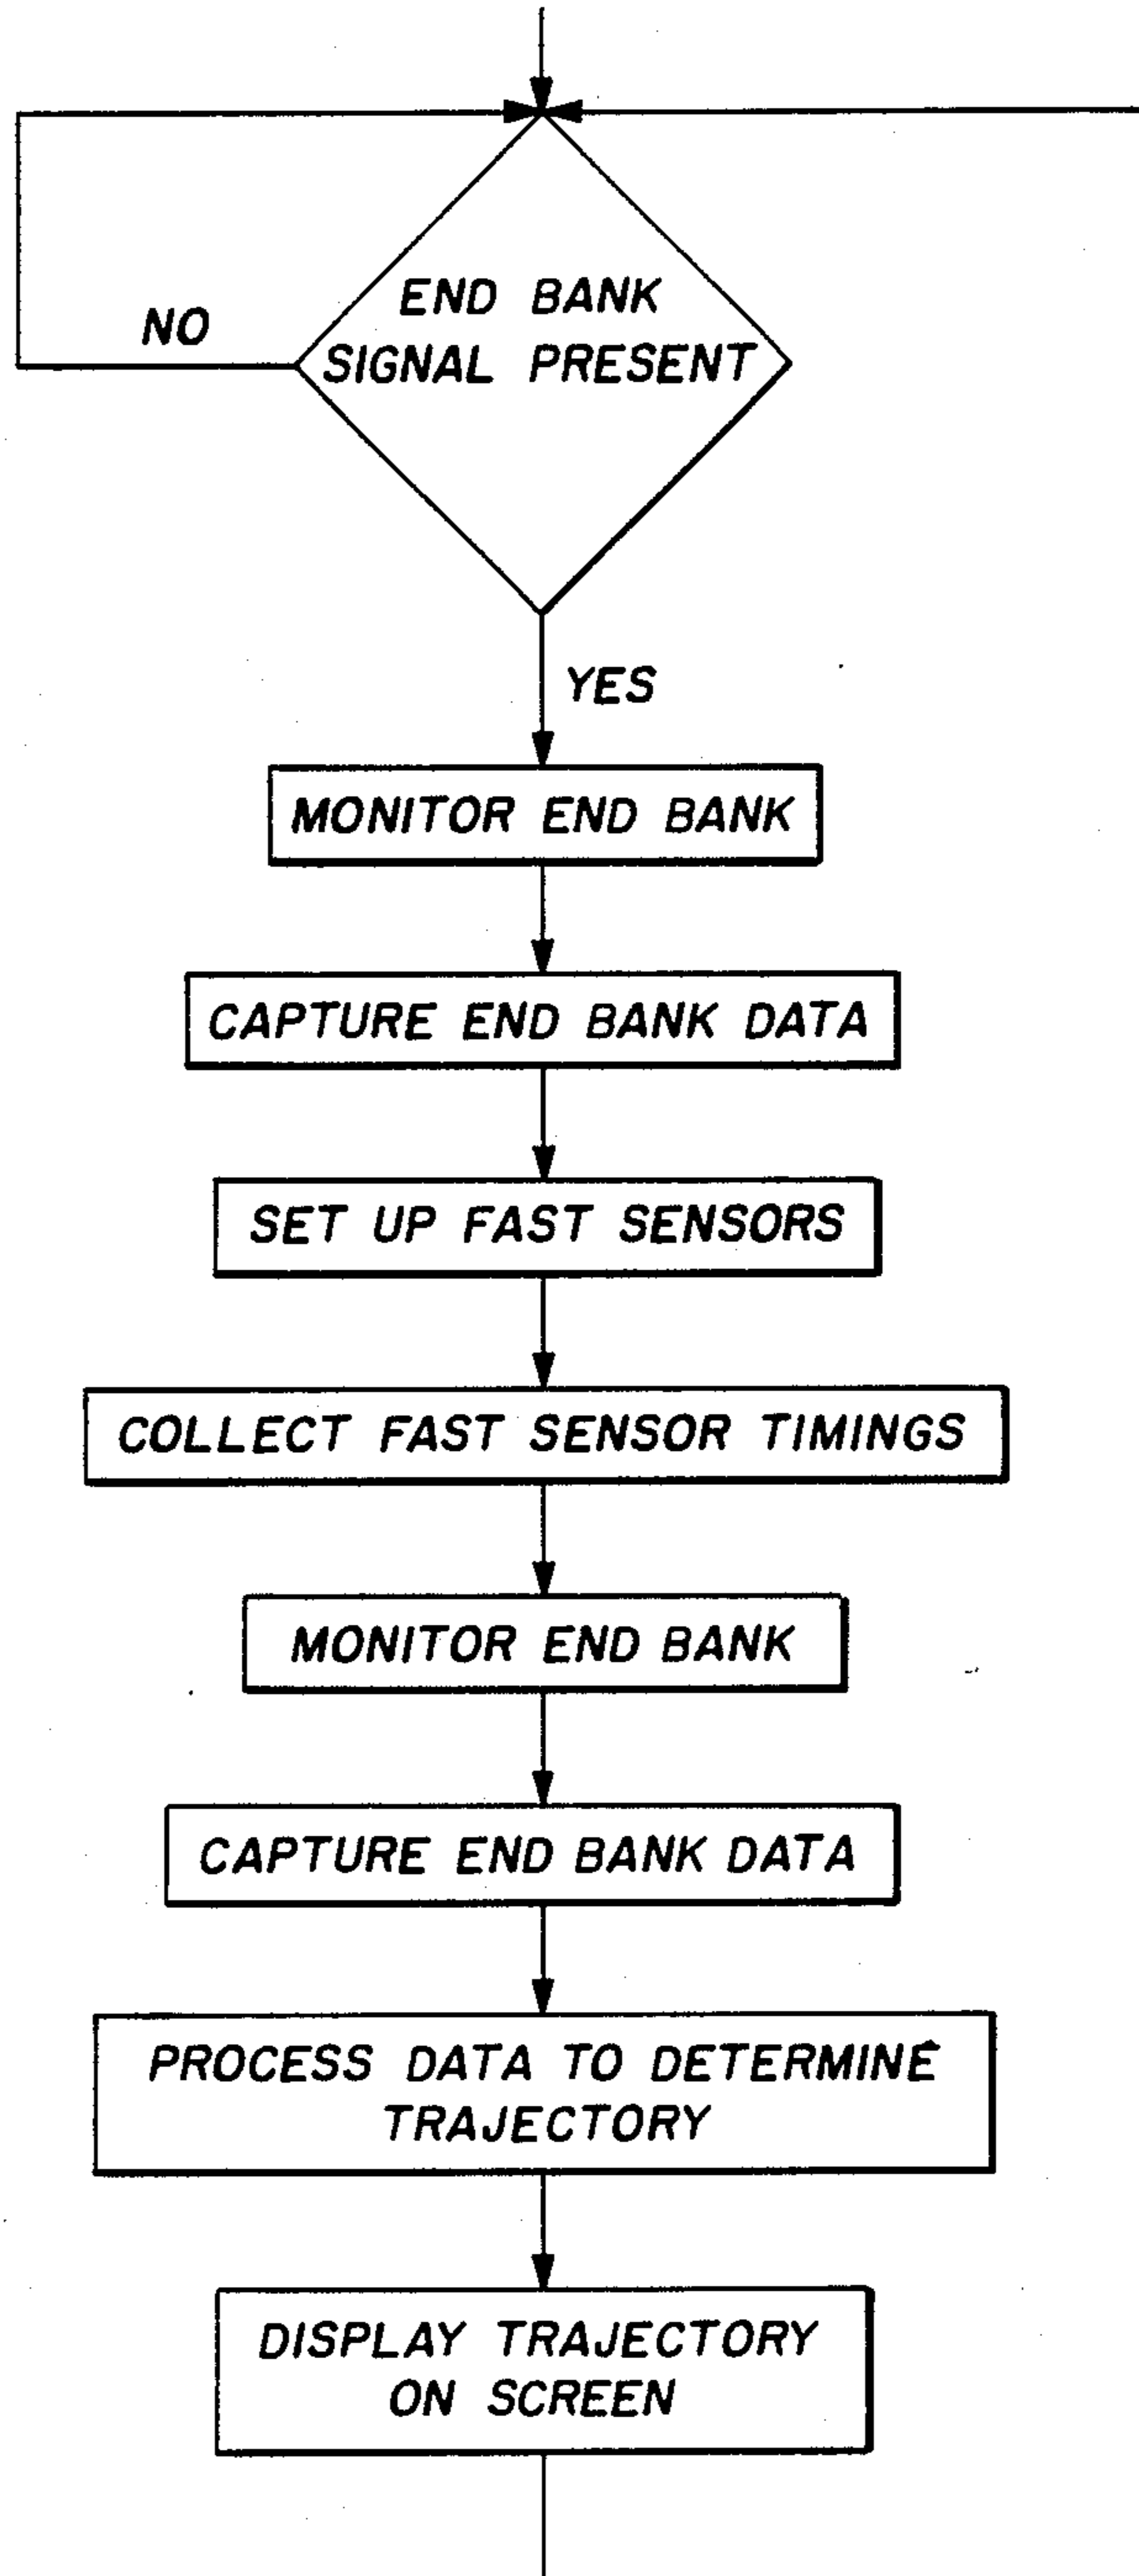 END BANK
SIGNAL PRESENT
NO
YES
MONITOR END BANK
CAPTURE END BANK DATA
SET UP FAST SENSORS
COLLECT FAST SENSOR TIMINGS
MONITOR END BANK
CAPTURE END BANK DATA
PROCESS DATA TO DETERMINE
TRAJECTORY
DISPLAY TRAJECTORY
ON SCREEN